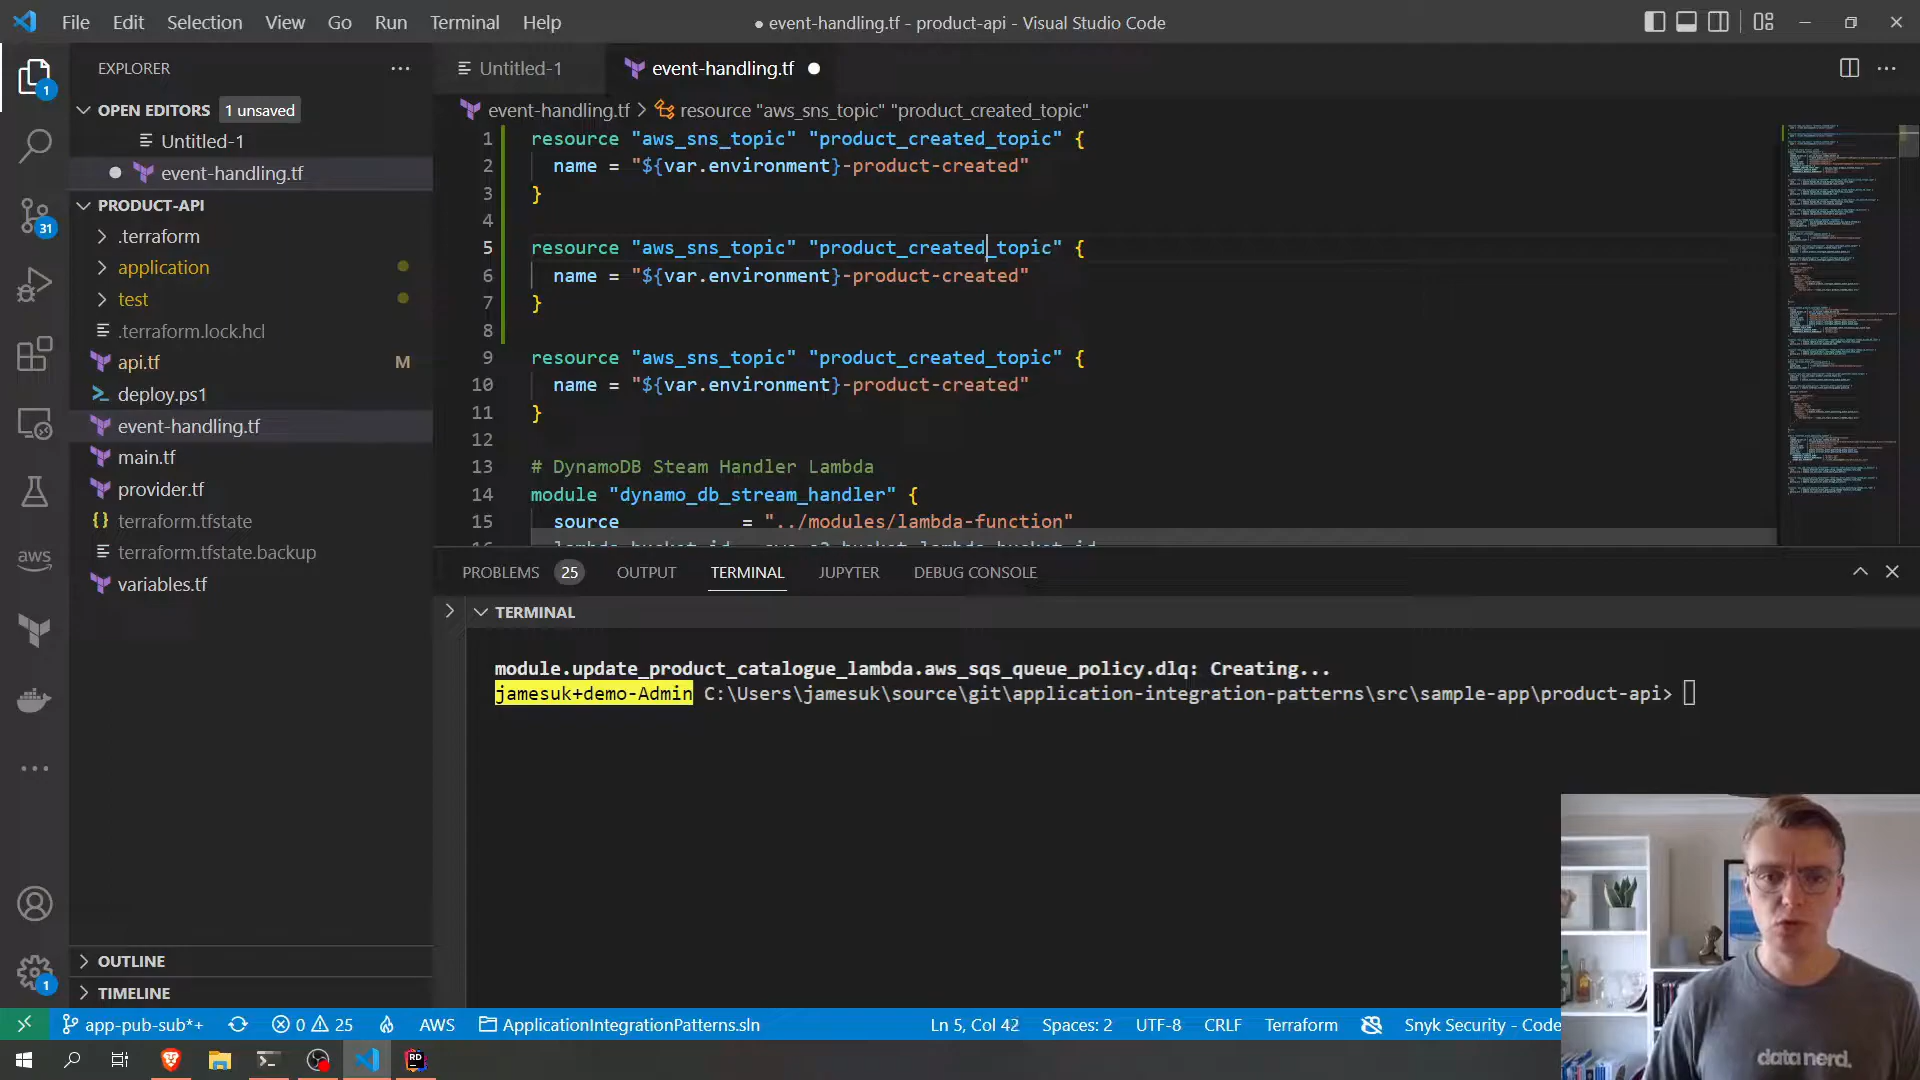 File Edit Selection View Go Run Terminal Help
● event-handling.tf - product-api - Visual Studio Code
EXPLORER
Untitled-1
event-handling.tf
OPEN EDITORS 1 unsaved
Untitled-1
event-handling.tf
PRODUCT-API
.terraform
application
test
.terraform.lock.hcl
api.tf M
deploy.ps1
event-handling.tf
main.tf
provider.tf
terraform.tfstate
terraform.tfstate.backup
variables.tf
OUTLINE
TIMELINE
1
31
aws
1
event-handling.tf > resource "aws_sns_topic" "product_created_topic"
1 resource "aws_sns_topic" "product_created_topic" {
2 name = "${var.environment}-product-created"
3 }
4
5 resource "aws_sns_topic" "product_created_topic" {
6 name = "${var.environment}-product-created"
7 }
8
9 resource "aws_sns_topic" "product_created_topic" {
10 name = "${var.environment}-product-created"
11 }
12
13 # DynamoDB Steam Handler Lambda
14 module "dynamo_db_stream_handler" {
15 source = "../modules/lambda-function"
PROBLEMS 25 OUTPUT TERMINAL JUPYTER DEBUG CONSOLE
TERMINAL
module.update_product_catalogue_lambda.aws_sqs_queue_policy.dlq: Creating...
jamesuk+demo-Admin C:\Users\jamesuk\source\git\application-integration-patterns\src\sample-app\product-api>
data nerd.
app-pub-sub*+ 0 25 AWS ApplicationIntegrationPatterns.sln Ln 5, Col 42 Spaces: 2 UTF-8 CRLF Terraform Snyk Security - Code
RD